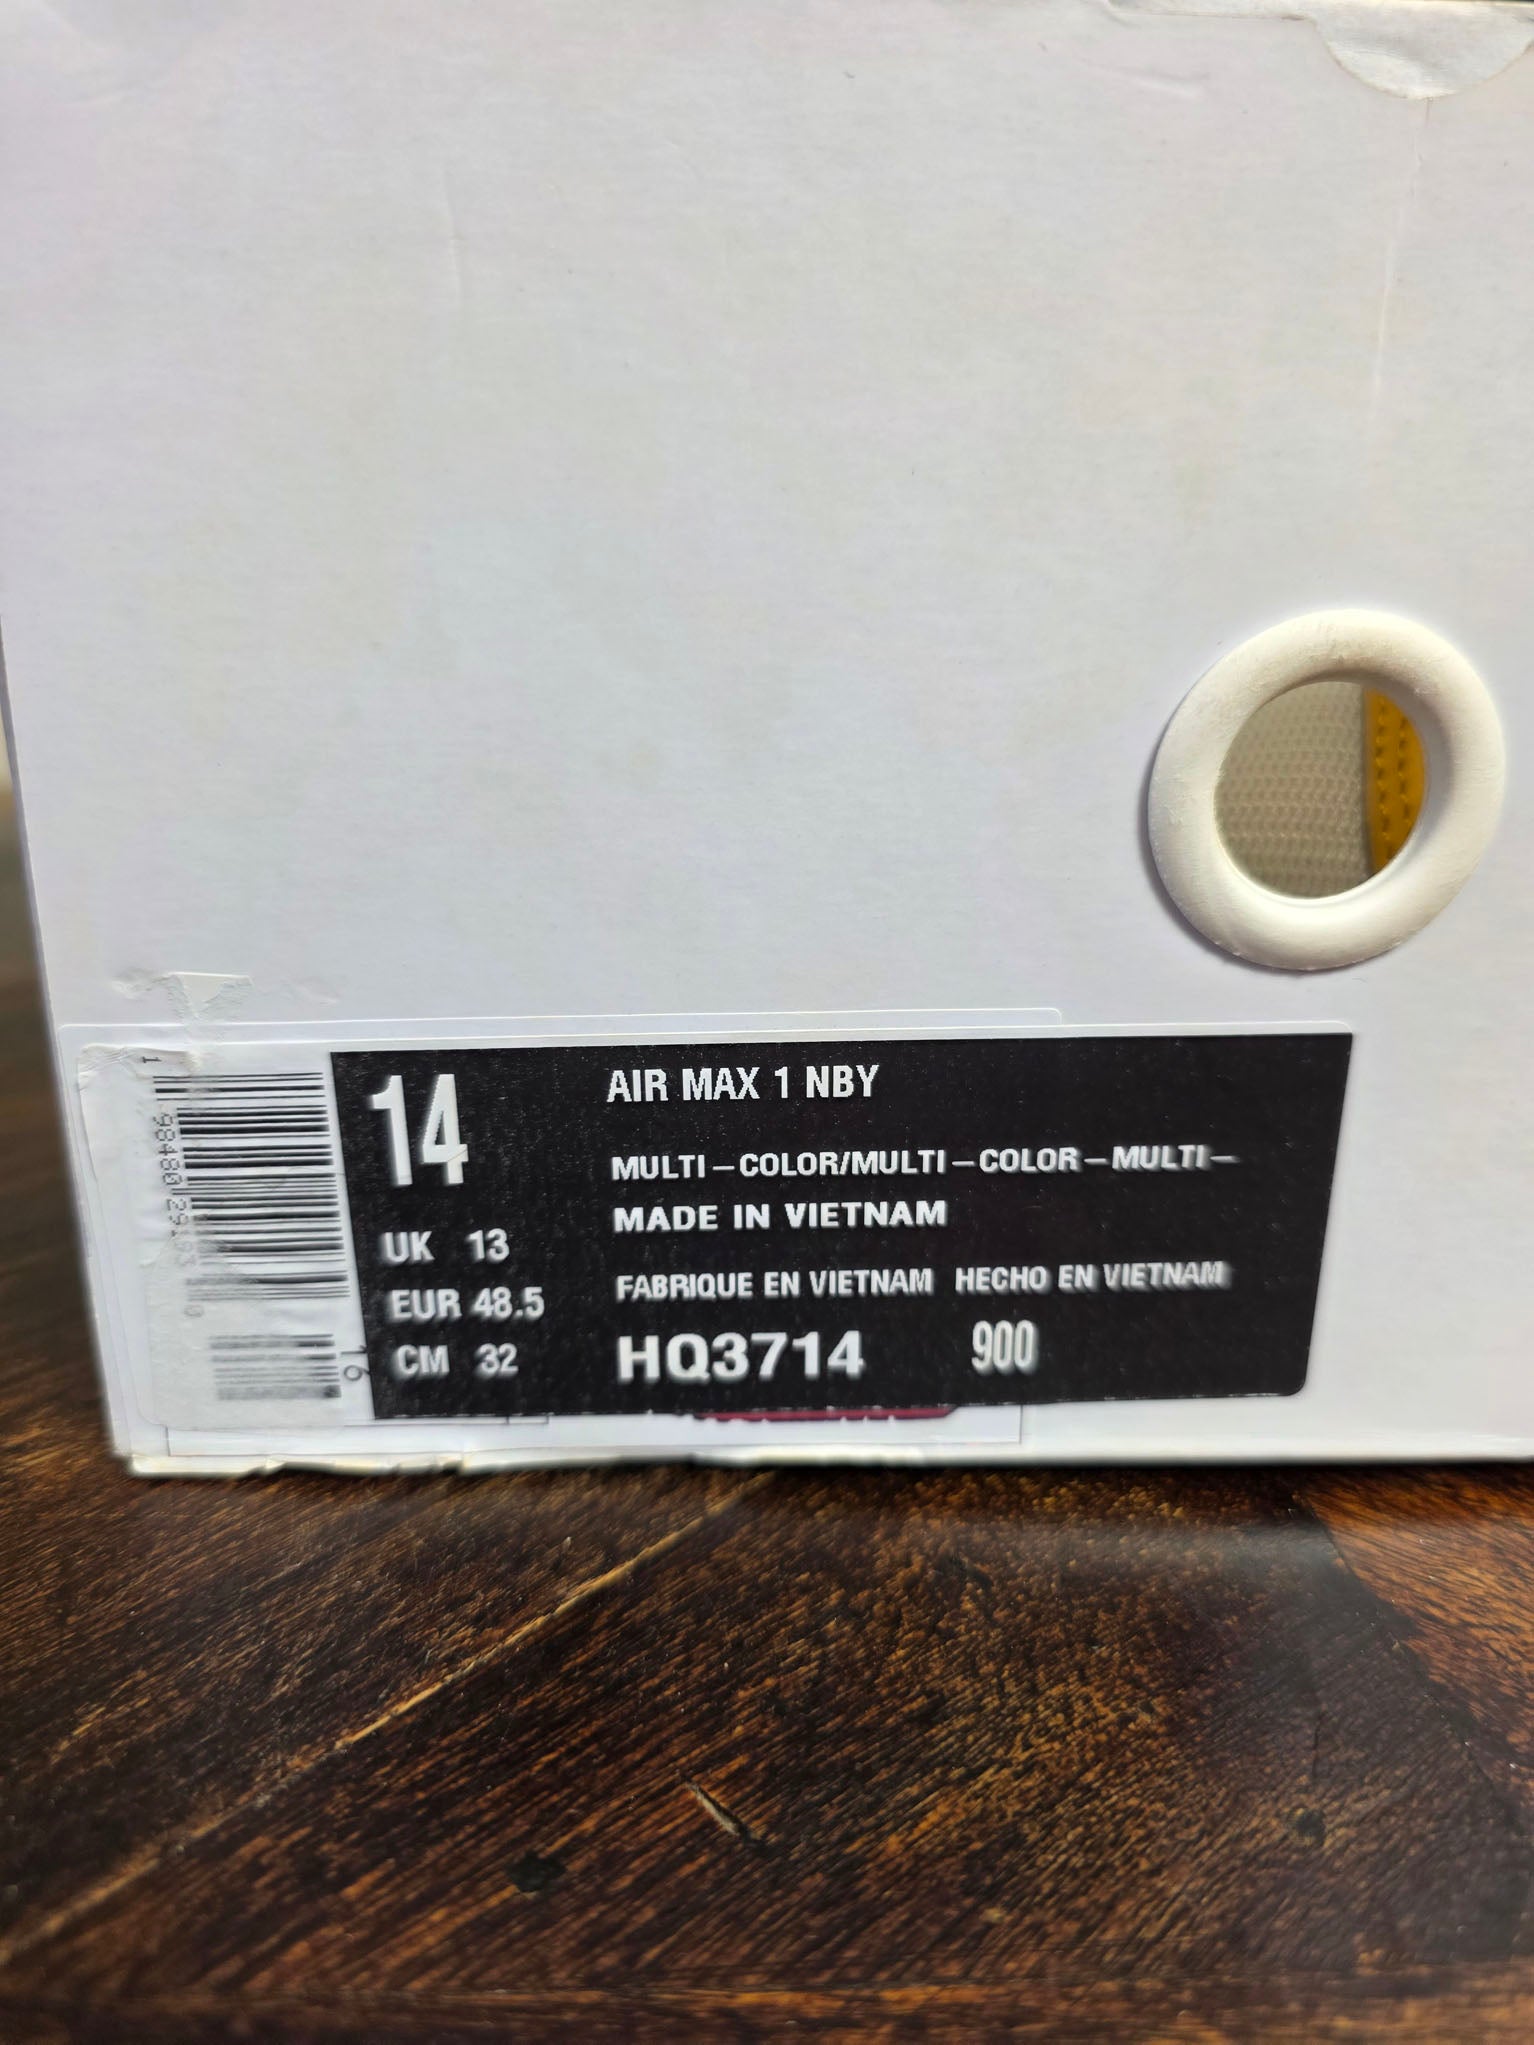 14
UK 13
EUR 48.5
CM 32
AIR MAX 1 NBY
MULTI-COLOR/MULTI-COLOR-MULTI-
MADE IN VIETNAM
FABRIQUE EN VIETNAM HECHO EN VIETNAM
HQ3714 900
16